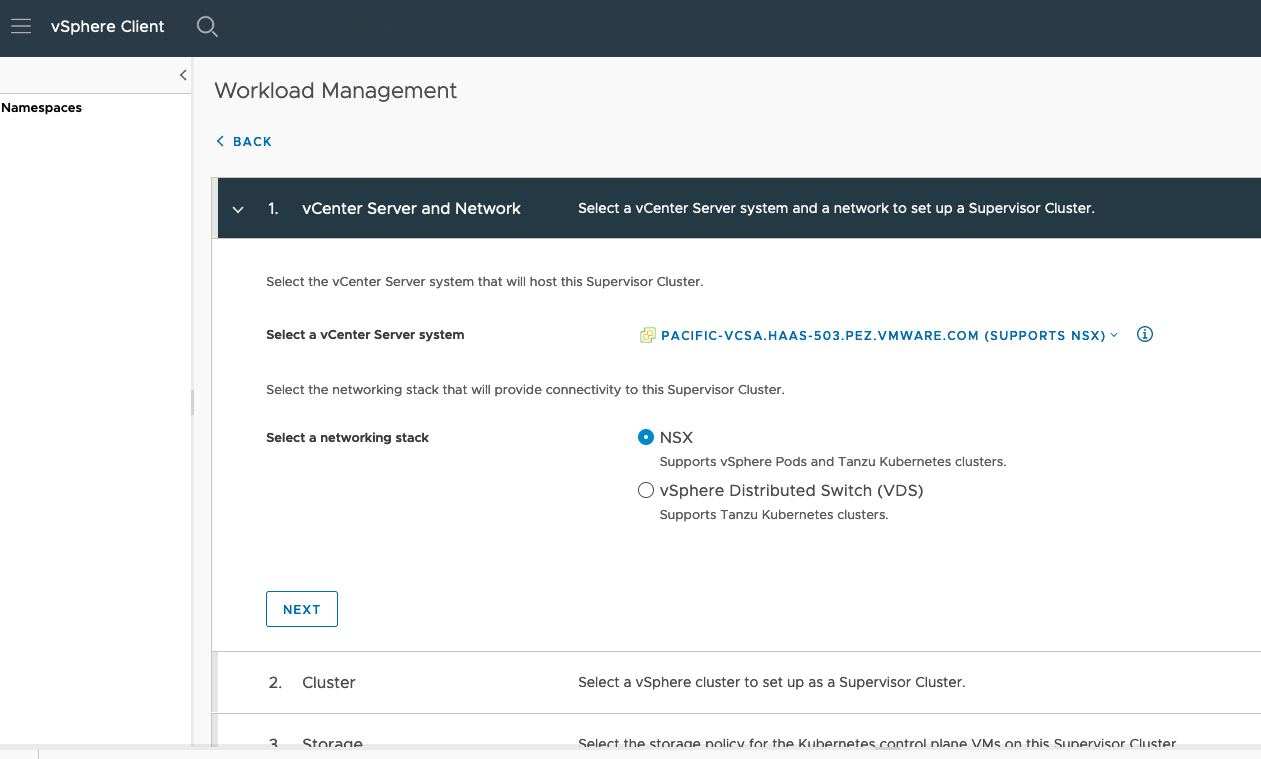 vSphere Client
Namespaces
Workload Management
BACK
1. vCenter Server and Network Select a vCenter Server system and a network to set up a Supervisor Cluster.
Select the vCenter Server system that will host this Supervisor Cluster.
Select a vCenter Server system PACIFIC-VCSA.HAAS-503.PEZ.VMWARE.COM (SUPPORTS NSX)
Select the networking stack that will provide connectivity to this Supervisor Cluster.
Select a networking stack NSX
Supports vSphere Pods and Tanzu Kubernetes clusters.
vSphere Distributed Switch (VDS)
Supports Tanzu Kubernetes clusters.
NEXT
2. Cluster Select a vSphere cluster to set up as a Supervisor Cluster.
3. Storage Select the storage policy for the Kubernetes control plane VMs on this Supervisor Cluster